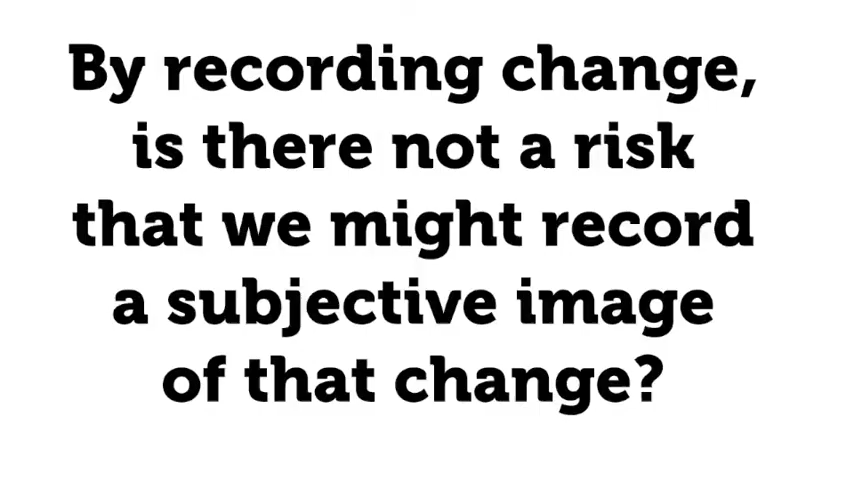 By recording change,
is there not a risk
that we might record
a subjective image
of that change?